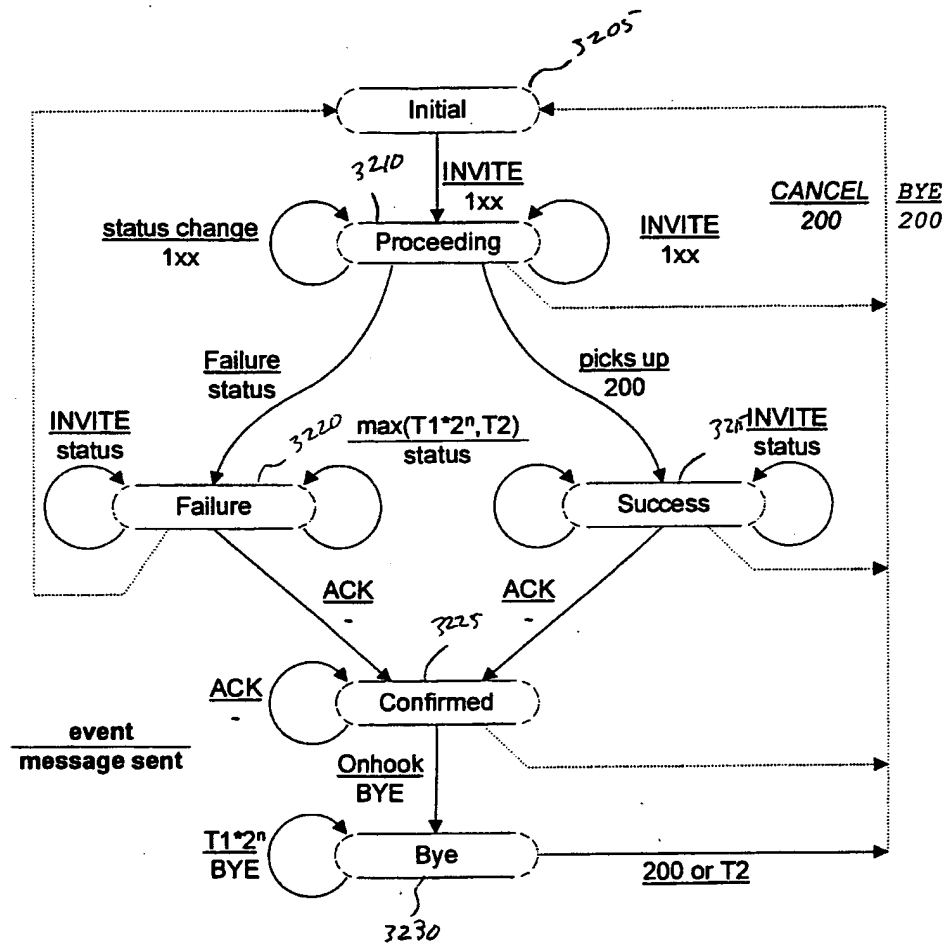 3205
Initial
3210
INVITE
1xx
CANCEL
200
BYE
200
status change
1xx
Proceeding
INVITE
1xx
Failure
status
picks up
200
INVITE
status
3220
max(T1*2ⁿ,T2)
status
INVITE
status
Failure
Success
ACK
-
ACK
-
3225
ACK
-
Confirmed
event
message sent
Onhook
BYE
T1*2ⁿ
BYE
Bye
200 or T2
3230